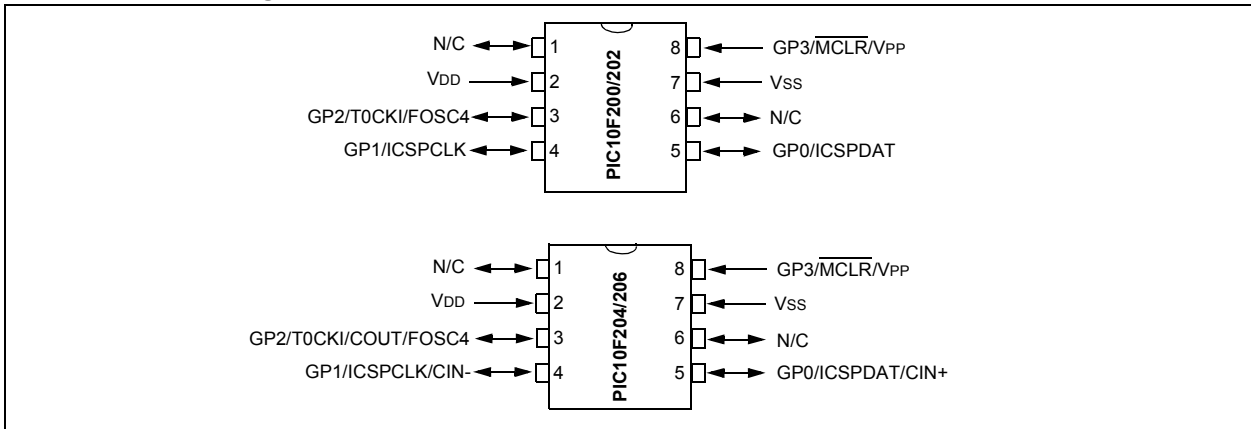 N/C 1 8 GP3/MCLR/VPP
VDD 2 7 VSS
GP2/T0CKI/FOSC4 3 6 N/C
GP1/ICSPCLK 4 5 GP0/ICSPDAT
PIC10F200/202
N/C 1 8 GP3/MCLR/VPP
VDD 2 7 VSS
GP2/T0CKI/COUT/FOSC4 3 6 N/C
GP1/ICSPCLK/CIN- 4 5 GP0/ICSPDAT/CIN+
PIC10F204/206